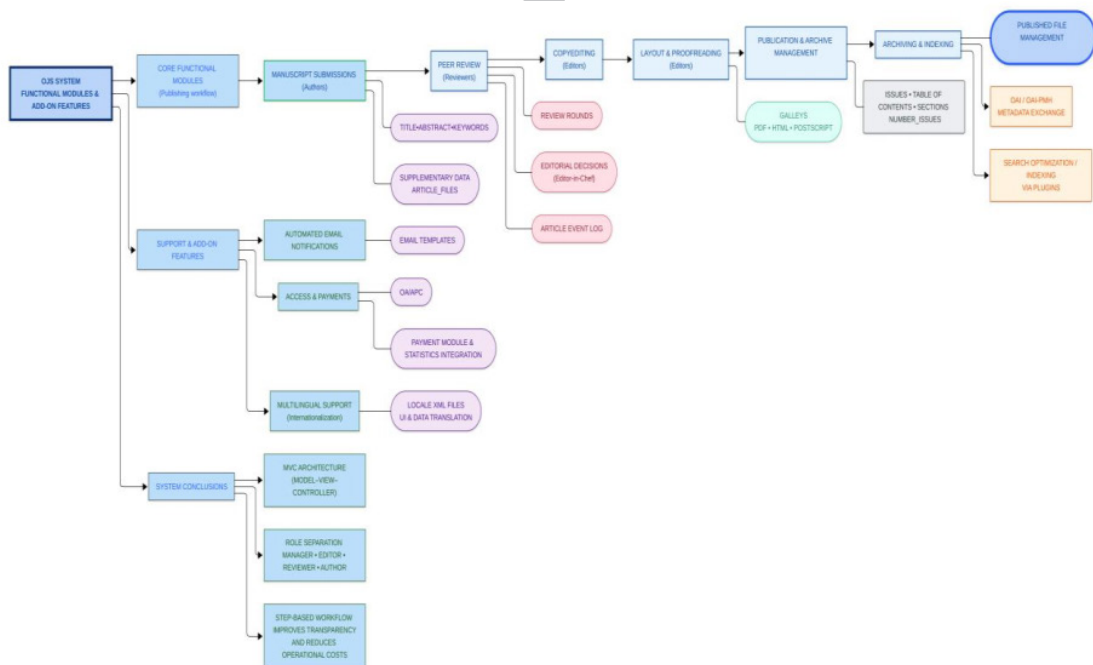 OJS SYSTEM
FUNCTIONAL MODULES &
ADD-ON FEATURES
CORE FUNCTIONAL
MODULES
(Publishing workflow)
MANUSCRIPT SUBMISSIONS
(Authors)
PEER REVIEW
(Reviewers)
COPYEDITING
(Editors)
LAYOUT & PROOFREADING
(Editors)
PUBLICATION & ARCHIVE
MANAGEMENT
ARCHIVING & INDEXING
PUBLISHED FILE
MANAGEMENT
TITLE•ABSTRACT•KEYWORDS
SUPPLEMENTARY DATA
ARTICLE_FILES
REVIEW ROUNDS
EDITORIAL DECISIONS
(Editor-in-Chief)
ARTICLE EVENT LOG
GALLEYS
PDF • HTML • POSTSCRIPT
ISSUES • TABLE OF
CONTENTS • SECTIONS
NUMBER_ISSUES
OAI / OAI-PMH
METADATA EXCHANGE
SEARCH OPTIMIZATION /
INDEXING
VIA PLUGINS
SUPPORT & ADD-ON
FEATURES
AUTOMATED EMAIL
NOTIFICATIONS
EMAIL TEMPLATES
ACCESS & PAYMENTS
OA/APC
PAYMENT MODULE &
STATISTICS INTEGRATION
MULTILINGUAL SUPPORT
(Internationalization)
LOCALE XML FILES
UI & DATA TRANSLATION
SYSTEM CONCLUSIONS
MVC ARCHITECTURE
(MODEL–VIEW–
CONTROLLER)
ROLE SEPARATION
MANAGER • EDITOR •
REVIEWER • AUTHOR
STEP-BASED WORKFLOW
IMPROVES TRANSPARENCY
AND REDUCES
OPERATIONAL COSTS